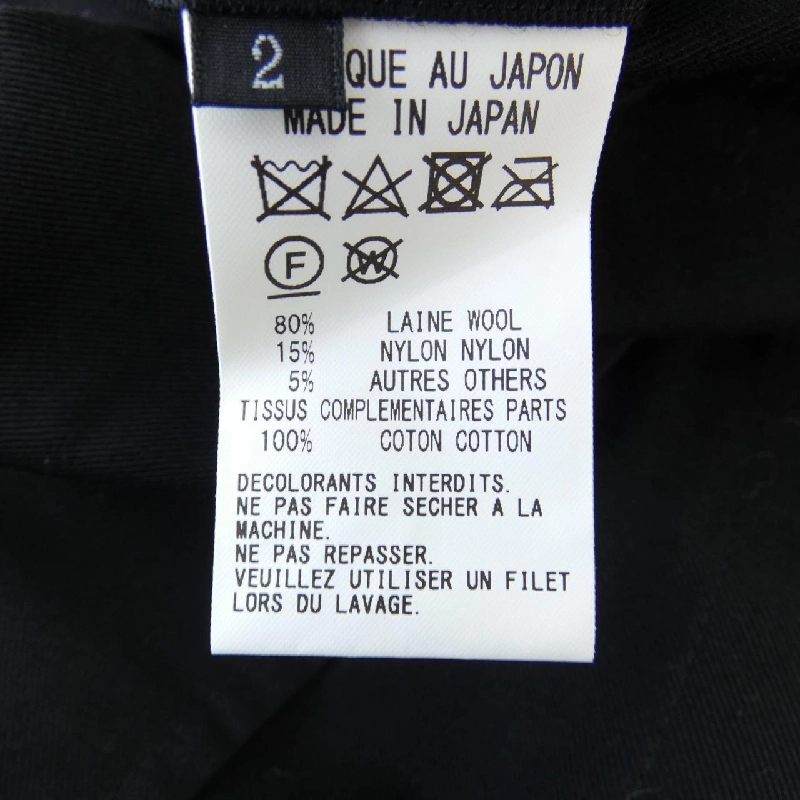 2
QUE AU JAPON
MADE IN JAPAN
F
W
80% LAINE WOOL
15% NYLON NYLON
5% AUTRES OTHERS
TISSUS COMPLEMENTAIRES PARTS
100% COTON COTTON
DECOLORANTS INTERDITS.
NE PAS FAIRE SECHER A LA
MACHINE.
NE PAS REPASSER.
VEUILLEZ UTILISER UN FILET
LORS DU LAVAGE.